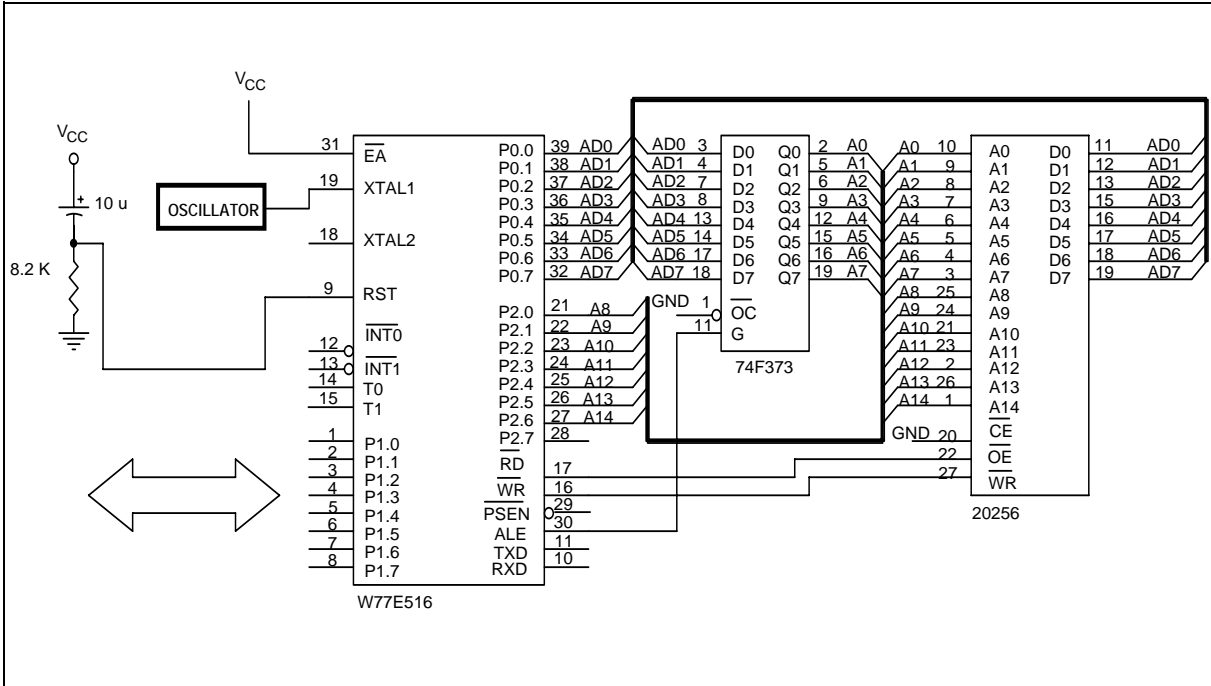 VCC
VCC
10 u
8.2 K
OSCILLATOR
31 EA
19 XTAL1
18 XTAL2
9 RST
INT0
12
INT1
13
14 T0
15 T1
1 P1.0
2 P1.1
3 P1.2
4 P1.3
5 P1.4
6 P1.5
7 P1.6
8 P1.7
P0.0 39 AD0
P0.1 38 AD1
P0.2 37 AD2
P0.3 36 AD3
P0.4 35 AD4
P0.5 34 AD5
P0.6 33 AD6
P0.7 32 AD7
P2.0 21 A8
P2.1 22 A9
P2.2 23 A10
P2.3 24 A11
P2.4 25 A12
P2.5 26 A13
P2.6 27 A14
P2.7 28
RD 17
WR 16
PSEN 29
ALE 30
TXD 11
RXD 10
W77E516
AD0 3 D0 Q0 2 A0
AD1 4 D1 Q1 5 A1
AD2 7 D2 Q2 6 A2
AD3 8 D3 Q3 9 A3
AD4 13 D4 Q4 12 A4
AD5 14 D5 Q5 15 A5
AD6 17 D6 Q6 16 A6
AD7 18 D7 Q7 19 A7
GND 1 OC
11 G
74F373
A0 10 A0 D0 11 AD0
A1 9 A1 D1 12 AD1
A2 8 A2 D2 13 AD2
A3 7 A3 D3 15 AD3
A4 6 A4 D4 16 AD4
A5 5 A5 D5 17 AD5
A6 4 A6 D6 18 AD6
A7 3 A7 D7 19 AD7
A8 25 A8
A9 24 A9
A10 21 A10
A11 23 A11
A12 2 A12
A13 26 A13
A14 1 A14
GND 20 CE
22 OE
27 WR
20256